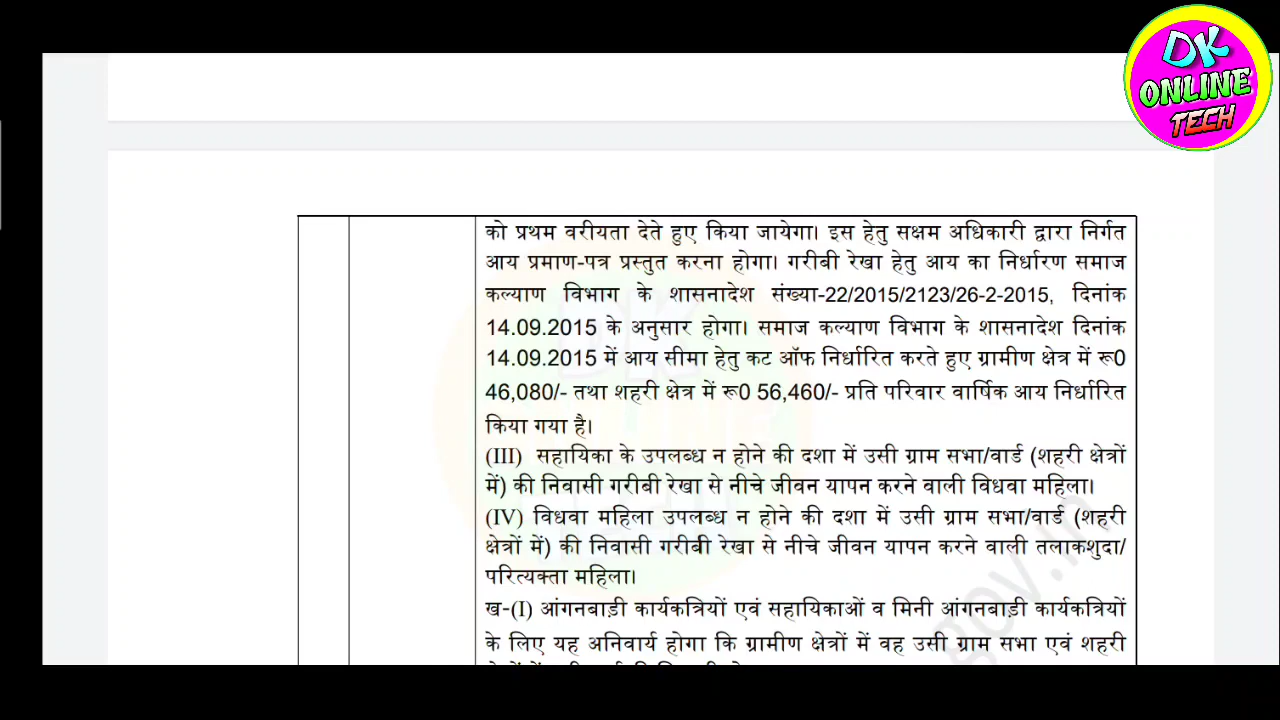 DK
ONLINE
TECH
को प्रथम वरीयता देते हुए किया जायेगा। इस हेतु सक्षम अधिकारी द्वारा निर्गत
आय प्रमाण-पत्र प्रस्तुत करना होगा। गरीबी रेखा हेतु आय का निर्धारण समाज
कल्याण विभाग के शासनादेश संख्या-22/2015/2123/26-2-2015, दिनांक
14.09.2015 के अनुसार होगा। समाज कल्याण विभाग के शासनादेश दिनांक
14.09.2015 में आय सीमा हेतु कट ऑफ निर्धारित करते हुए ग्रामीण क्षेत्र में रू0
46,080/- तथा शहरी क्षेत्र में रू0 56,460/- प्रति परिवार वार्षिक आय निर्धारित
किया गया है।
(III) सहायिका के उपलब्ध न होने की दशा में उसी ग्राम सभा/वार्ड (शहरी क्षेत्रों
में) की निवासी गरीबी रेखा से नीचे जीवन यापन करने वाली विधवा महिला।
(IV) विधवा महिला उपलब्ध न होने की दशा में उसी ग्राम सभा/वार्ड (शहरी
क्षेत्रों में) की निवासी गरीबी रेखा से नीचे जीवन यापन करने वाली तलाकशुदा/
परित्यक्ता महिला।
ख-(I) आंगनबाड़ी कार्यकत्रियों एवं सहायिकाओं व मिनी आंगनबाड़ी कार्यकत्रियों
के लिए यह अनिवार्य होगा कि ग्रामीण क्षेत्रों में वह उसी ग्राम सभा एवं शहरी
gov.in